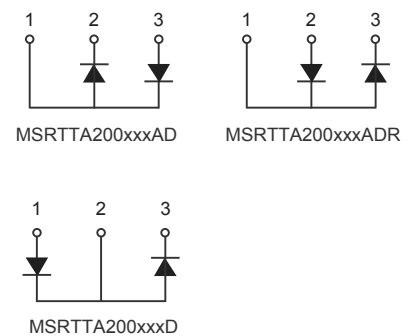 1 2 3
MSRTTA200xxxAD
1 2 3
MSRTTA200xxxADR
1 2 3
MSRTTA200xxxD